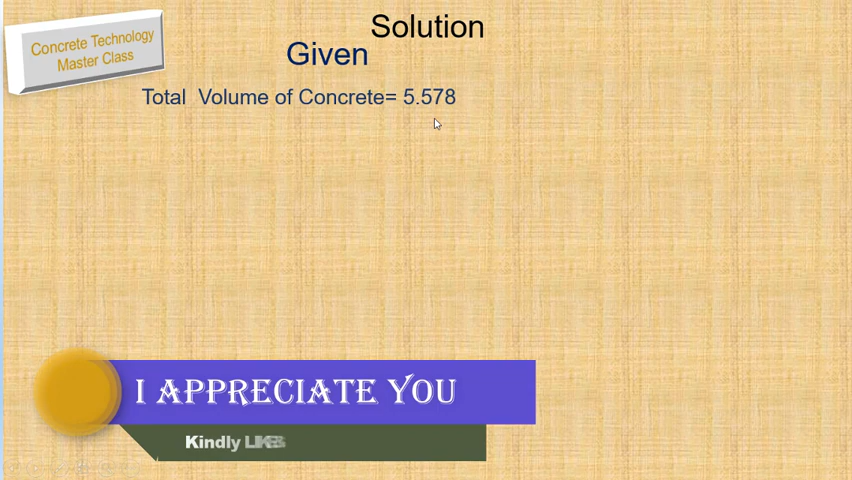 Concrete Technology
Master Class
Solution
Given
Total Volume of Concrete= 5.578
I APPRECIATE YOU
Kindly